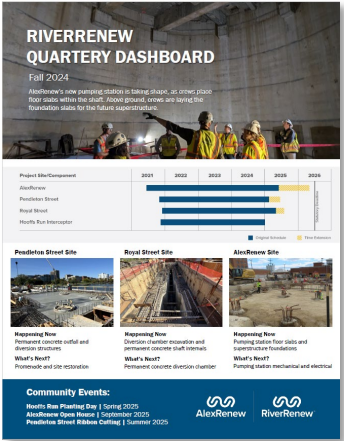 RIVERRENEW
QUARTERY DASHBOARD
Fall 2024
AlexRenew's new pumping station is taking shape, as crews place
floor slabs within the shaft. Above ground, crews are laying the
foundation slabs for the future superstructure.
Project Site/Component 2021 2022 2023 2024 2025 2026
AlexRenew
Pendleton Street
Royal Street
Hooffs Run Interceptor
Original Schedule Time Extension
Pendleton Street Site
Royal Street Site
AlexRenew Site
Happening Now
Permanent concrete outfall and
diversion structures
What's Next?
Promenade and site restoration
Happening Now
Diversion chamber excavation and
permanent concrete shaft internals
What's Next?
Permanent concrete diversion chamber
Happening Now
Pumping station floor slabs and
superstructure foundations
What's Next?
Pumping station mechanical and electrical
Community Events:
Hooffs Run Planting Day | Spring 2025
AlexRenew Open House | September 2025
Pendleton Street Ribbon Cutting | Summer 2025
AlexRenew
RiverRenew